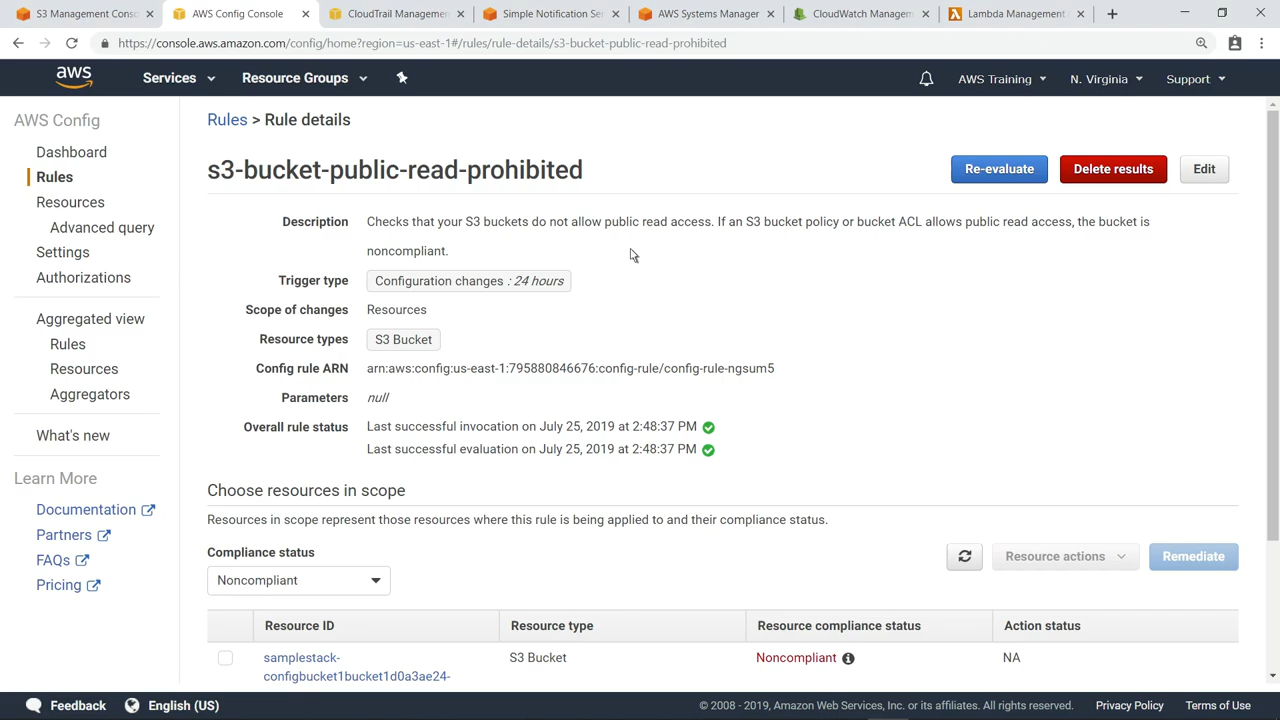 S3 Management Consc
AWS Config Console
CloudTrail Managemen
Simple Notification Se
AWS Systems Manager
CloudWatch Managem
Lambda Management
https://console.aws.amazon.com/config/home?region=us-east-1#/rules/rule-details/s3-bucket-public-read-prohibited
aws
Services
Resource Groups
AWS Training
N. Virginia
Support
AWS Config
Dashboard
Rules
Resources
Advanced query
Settings
Authorizations
Aggregated view
Rules
Resources
Aggregators
What's new
Learn More
Documentation
Partners
FAQs
Pricing
Rules > Rule details
s3-bucket-public-read-prohibited
Re-evaluate
Delete results
Edit
Description Checks that your S3 buckets do not allow public read access. If an S3 bucket policy or bucket ACL allows public read access, the bucket is
noncompliant.
Trigger type Configuration changes : 24 hours
Scope of changes Resources
Resource types S3 Bucket
Config rule ARN arn:aws:config:us-east-1:795880846676:config-rule/config-rule-ngsum5
Parameters null
Overall rule status Last successful invocation on July 25, 2019 at 2:48:37 PM
Last successful evaluation on July 25, 2019 at 2:48:37 PM
Choose resources in scope
Resources in scope represent those resources where this rule is being applied to and their compliance status.
Compliance status
Noncompliant
Resource actions
Remediate
Resource ID Resource type Resource compliance status Action status
samplestack- S3 Bucket Noncompliant NA
configbucket1bucket1d0a3ae24-
Feedback
English (US)
© 2008 - 2019, Amazon Web Services, Inc. or its affiliates. All rights reserved.
Privacy Policy
Terms of Use